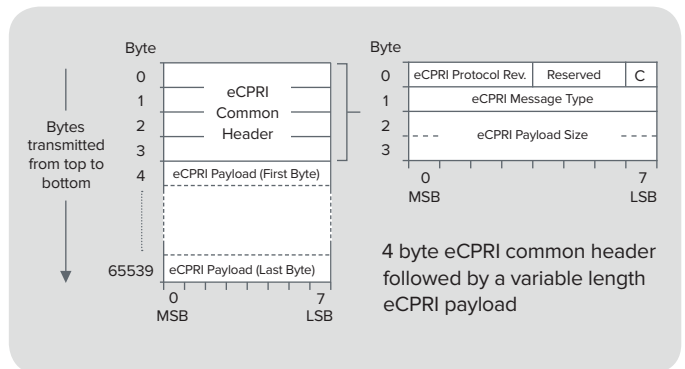 Byte
0
1
2
3
4
65539
eCPRI
Common
Header
eCPRI Payload (First Byte)
eCPRI Payload (Last Byte)
0 7
MSB LSB
Bytes
transmitted
from top to
bottom
Byte
0
1
2
3
eCPRI Protocol Rev. Reserved C
eCPRI Message Type
eCPRI Payload Size
0 7
MSB LSB
4 byte eCPRI common header
followed by a variable length
eCPRI payload